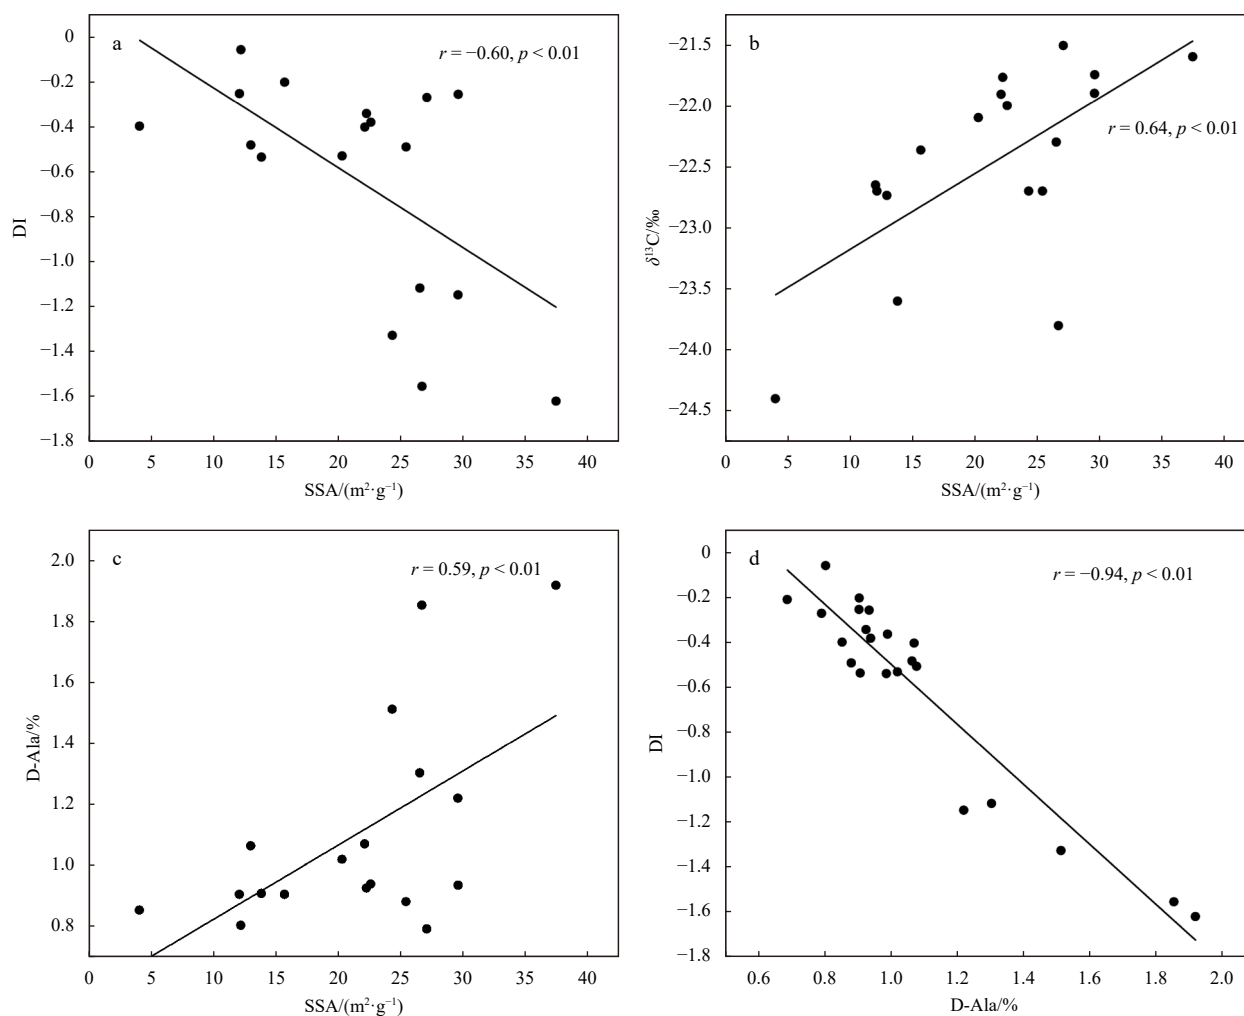 a
r = −0.60, p < 0.01
0
−0.2
−0.4
−0.6
−0.8
−1.0
−1.2
−1.4
−1.6
−1.8
DI
0 5 10 15 20 25 30 35 40
SSA/(m²·g⁻¹)
b
r = 0.64, p < 0.01
−21.5
−22.0
−22.5
−23.0
−23.5
−24.0
−24.5
δ¹³C/‰
0 5 10 15 20 25 30 35 40
SSA/(m²·g⁻¹)
c
r = 0.59, p < 0.01
2.0
1.8
1.6
1.4
1.2
1.0
0.8
D-Ala/%
0 5 10 15 20 25 30 35 40
SSA/(m²·g⁻¹)
d
r = −0.94, p < 0.01
0
−0.2
−0.4
−0.6
−0.8
−1.0
−1.2
−1.4
−1.6
−1.8
DI
0.6 0.8 1.0 1.2 1.4 1.6 1.8 2.0
D-Ala/%